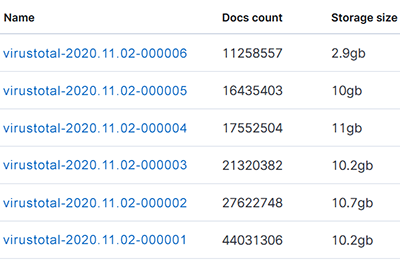 Name Docs count Storage size
virustotal-2020.11.02-000006 11258557 2.9gb
virustotal-2020.11.02-000005 16435403 10gb
virustotal-2020.11.02-000004 17552504 11gb
virustotal-2020.11.02-000003 21320382 10.2gb
virustotal-2020.11.02-000002 27622748 10.7gb
virustotal-2020.11.02-000001 44031306 10.2gb